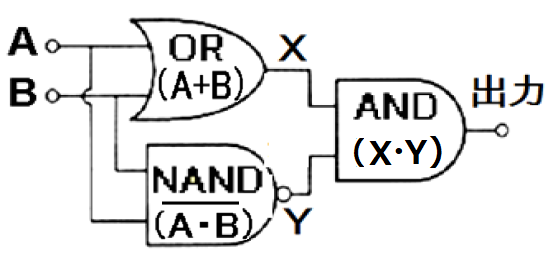 A
OR
(A+B)
X
B
AND
(X·Y)
出力
NAND
(A·B)
Y